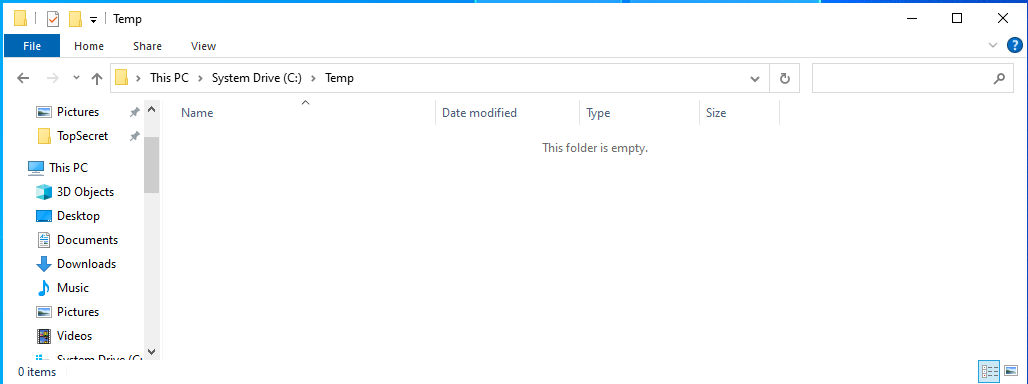 Temp
File Home Share View
This PC System Drive (C:) Temp
Name Date modified Type Size
This folder is empty.
Pictures
TopSecret
This PC
3D Objects
Desktop
Documents
Downloads
Music
Pictures
Videos
System Drive (C:
0 items